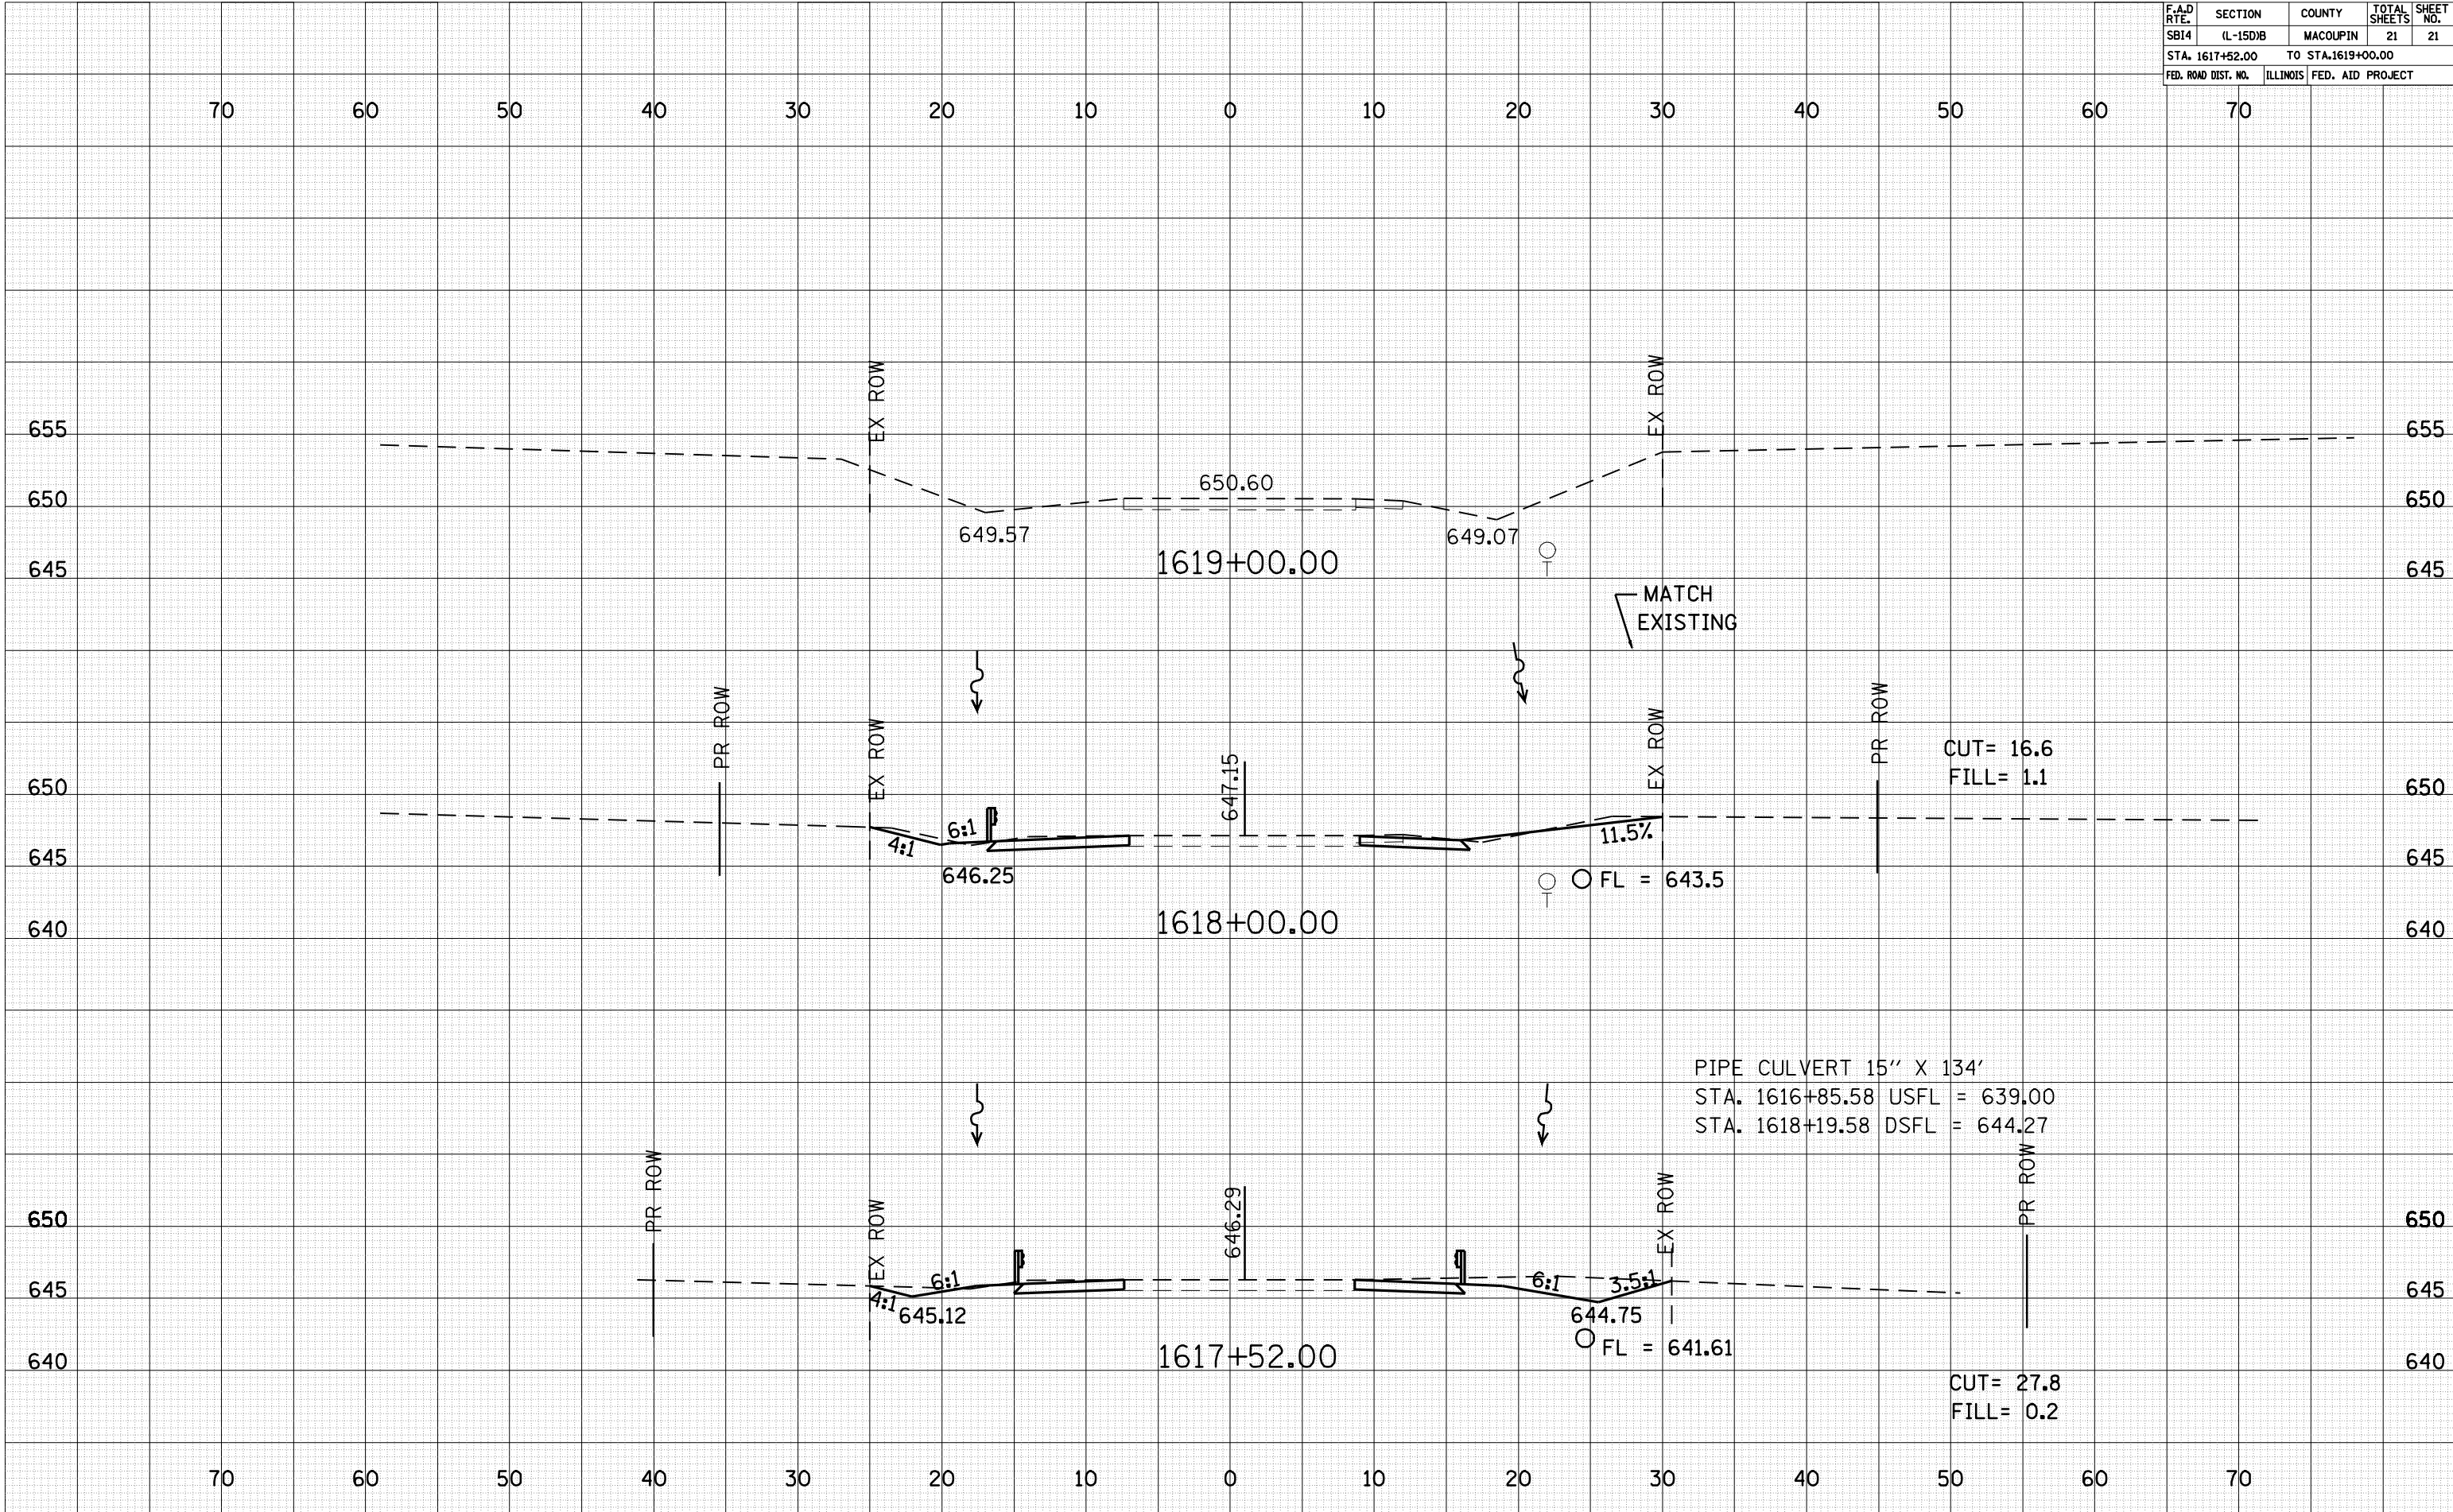 F.A.D RTE. SECTION COUNTY TOTAL SHEETS SHEET NO.
SBI4 (L-15D)B MACOUPIN 21 21
STA. 1617+52.00 TO STA.1619+00.00
FED. ROAD DIST. NO. ILLINOIS FED. AID PROJECT
70 60 50 40 30 20 10 0 10 20 30 40 50 60 70
EX ROW EX ROW
655 655
650.60
650 650
649.57 649.07
1619+00.00
645 645
MATCH
EXISTING
PR ROW EX ROW EX ROW PR ROW
647.15
CUT= 16.6
FILL= 1.1
650 650
4:1 6:1 11.5%
645 645
646.25 FL = 643.5
1618+00.00
640 640
PIPE CULVERT 15" X 134'
STA. 1616+85.58 USFL = 639.00
STA. 1618+19.58 DSFL = 644.27
PR ROW EX ROW EX ROW PR ROW
646.29
650 650
4:1 6:1 6:1 3.5:1
645 645
645.12 644.75
FL = 641.61
1617+52.00
640 640
CUT= 27.8
FILL= 0.2
70 60 50 40 30 20 10 0 10 20 30 40 50 60 70